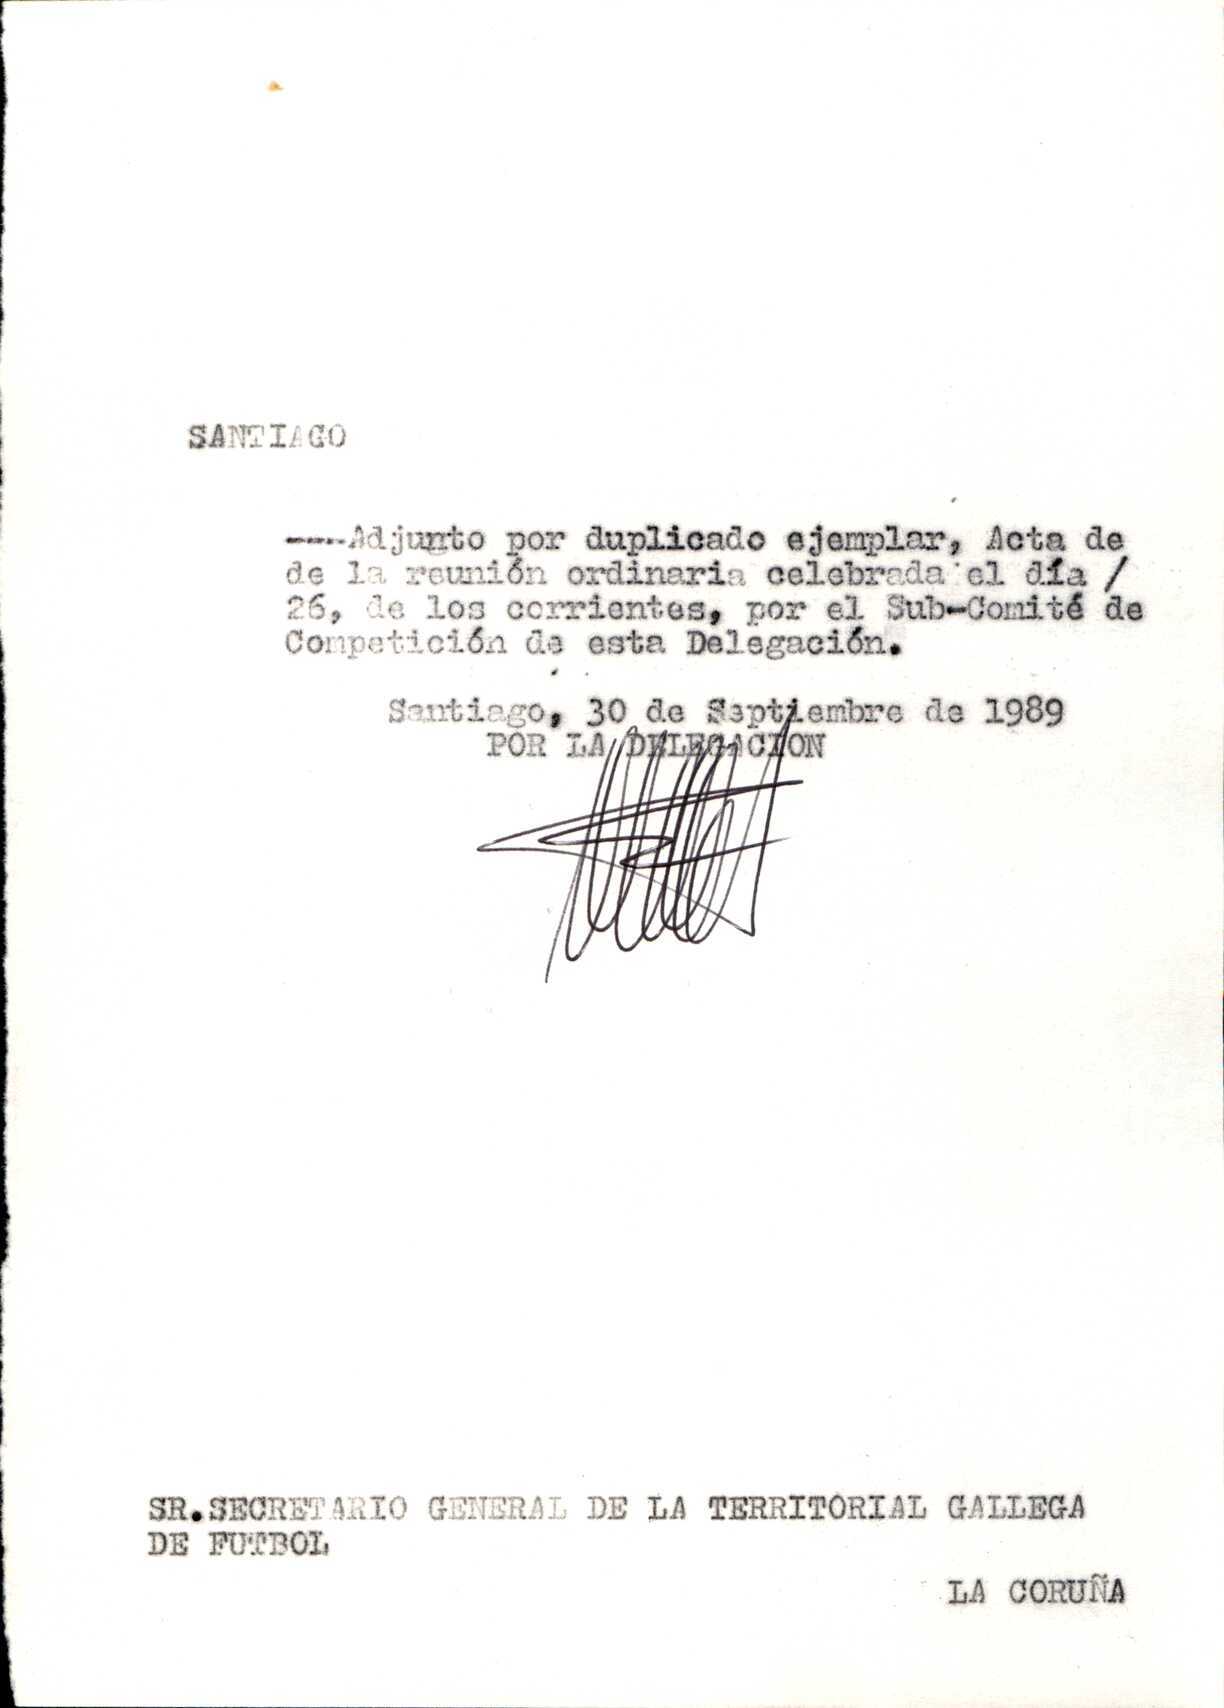 SANTIAGO
----Adjunto por duplicado ejemplar, Acta de
de la reunión ordinaria celebrada el día /
26, de los corrientes, por el Sub-Comité de
Competición de esta Delegación.
Santiago, 30 de Septiembre de 1989
POR LA DELEGACION
SR.SECRETARIO GENERAL DE LA TERRITORIAL GALLEGA
DE FUTBOL
LA CORUÑA